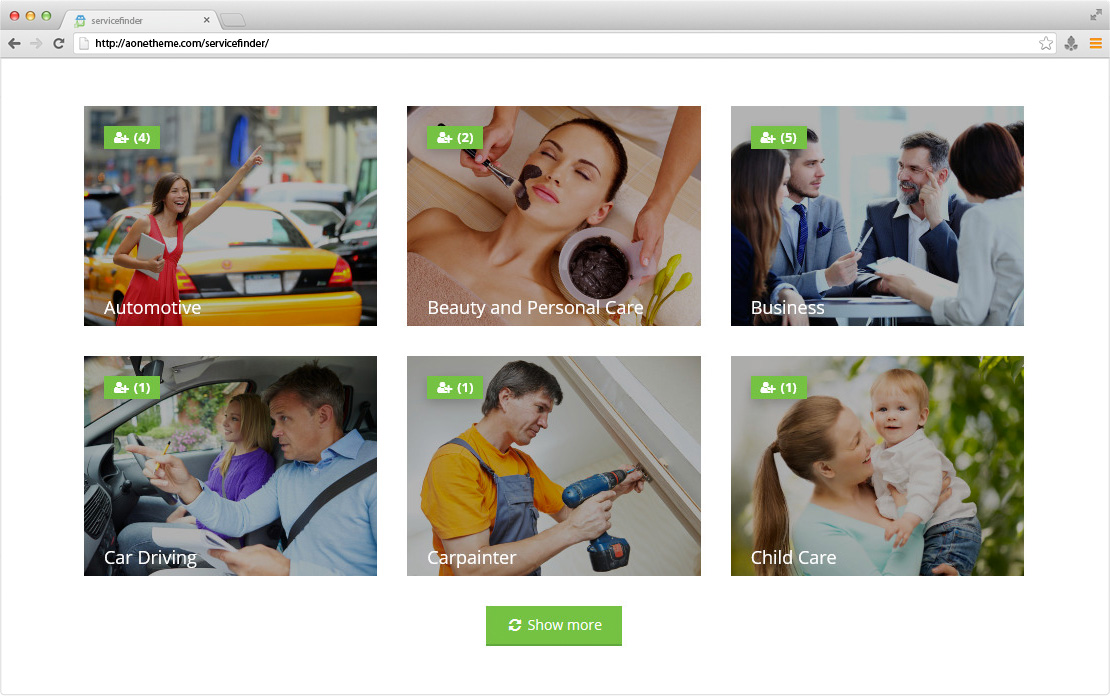 servicefinder
http://aonetheme.com/servicefinder/
(4)
(2)
(5)
Automotive
Beauty and Personal Care
Business
(1)
(1)
(1)
Car Driving
Carpainter
Child Care
Show more